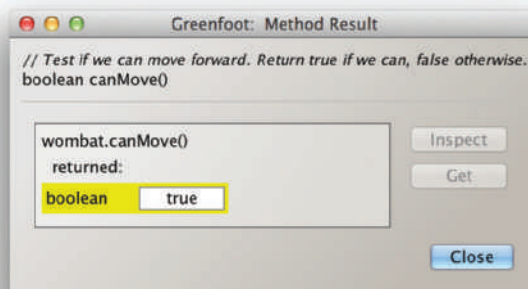 Greenfoot: Method Result
// Test if we can move forward. Return true if we can, false otherwise.
boolean canMove()
wombat.canMove()
returned:
boolean true
Inspect
Get
Close